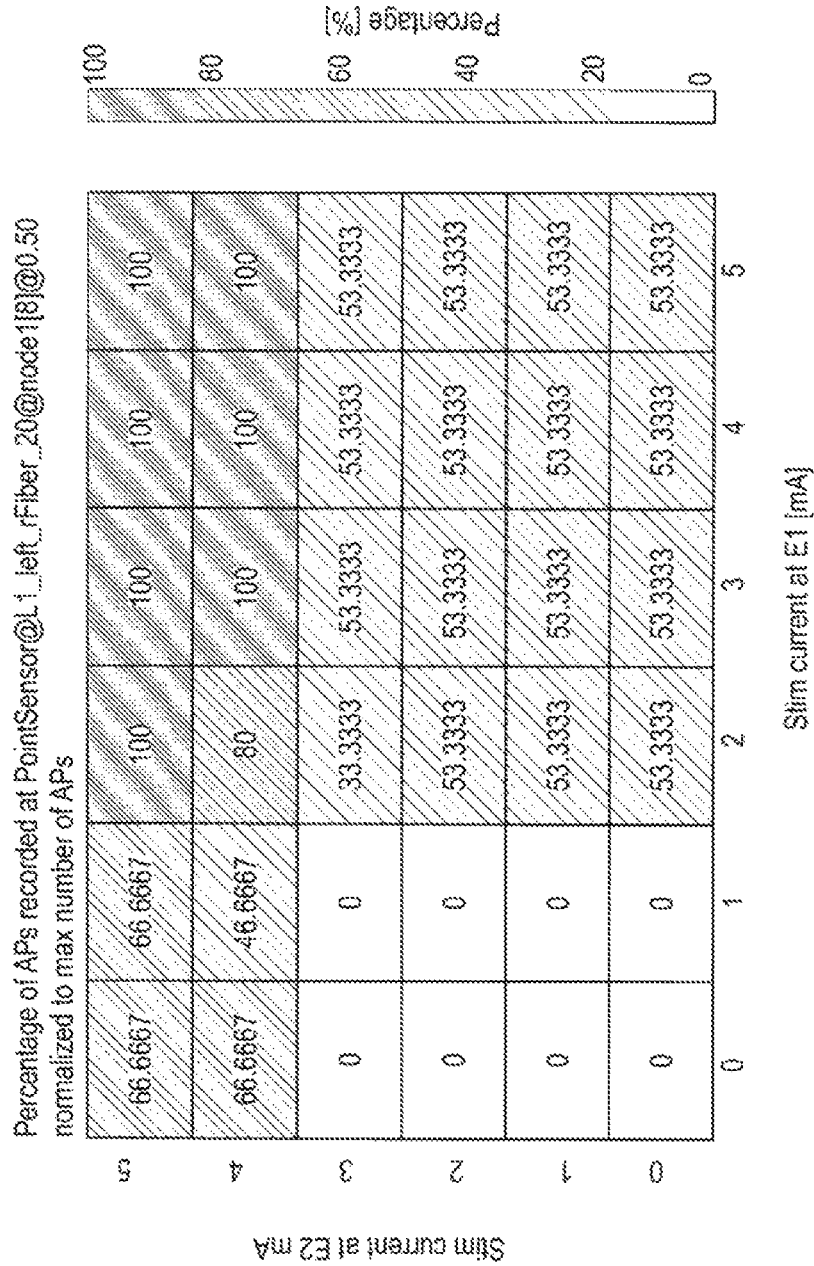 Percentage of APs recorded at PointSensor@L1_left_rFiber_20@node1[8]@0.50
normalized to max number of APs
Stim current at E2 mA
5
66.6667 66.6667 100 100 100 100
4
66.6667 46.6667 80 100 100 100
3
0 0 33.3333 53.3333 53.3333 53.3333
2
0 0 53.3333 53.3333 53.3333 53.3333
1
0 0 53.3333 53.3333 53.3333 53.3333
0
0 0 53.3333 53.3333 53.3333 53.3333
0 1 2 3 4 5
Stim current at E1 [mA]
100
80
60
40
20
0
Percentage [%]